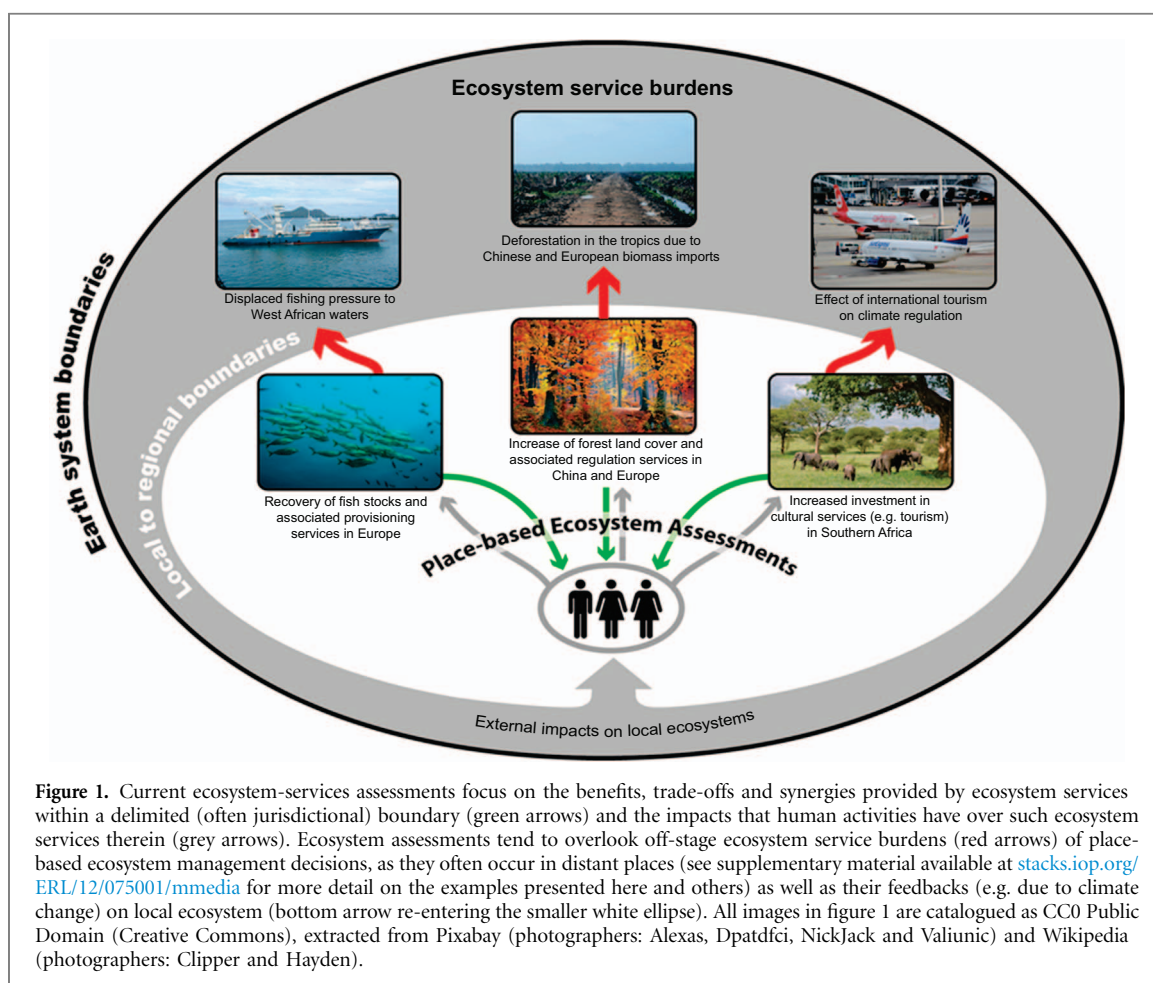 Ecosystem service burdens
Deforestation in the tropics due to
Chinese and European biomass imports
Displaced fishing pressure to
West African waters
Effect of international tourism
on climate regulation
Earth system boundaries
Local to regional boundaries
Increase of forest land cover and
associated regulation services in
China and Europe
Recovery of fish stocks and
associated provisioning
services in Europe
Increased investment in
cultural services (e.g. tourism)
in Southern Africa
Place-based Ecosystem Assessments
External impacts on local ecosystems
Figure 1. Current ecosystem-services assessments focus on the benefits, trade-offs and synergies provided by ecosystem services
within a delimited (often jurisdictional) boundary (green arrows) and the impacts that human activities have over such ecosystem
services therein (grey arrows). Ecosystem assessments tend to overlook off-stage ecosystem service burdens (red arrows) of place-
based ecosystem management decisions, as they often occur in distant places (see supplementary material available at stacks.iop.org/
ERL/12/075001/mmedia for more detail on the examples presented here and others) as well as their feedbacks (e.g. due to climate
change) on local ecosystem (bottom arrow re-entering the smaller white ellipse). All images in figure 1 are catalogued as CC0 Public
Domain (Creative Commons), extracted from Pixabay (photographers: Alexas, Dpatdfci, NickJack and Valiunic) and Wikipedia
(photographers: Clipper and Hayden).